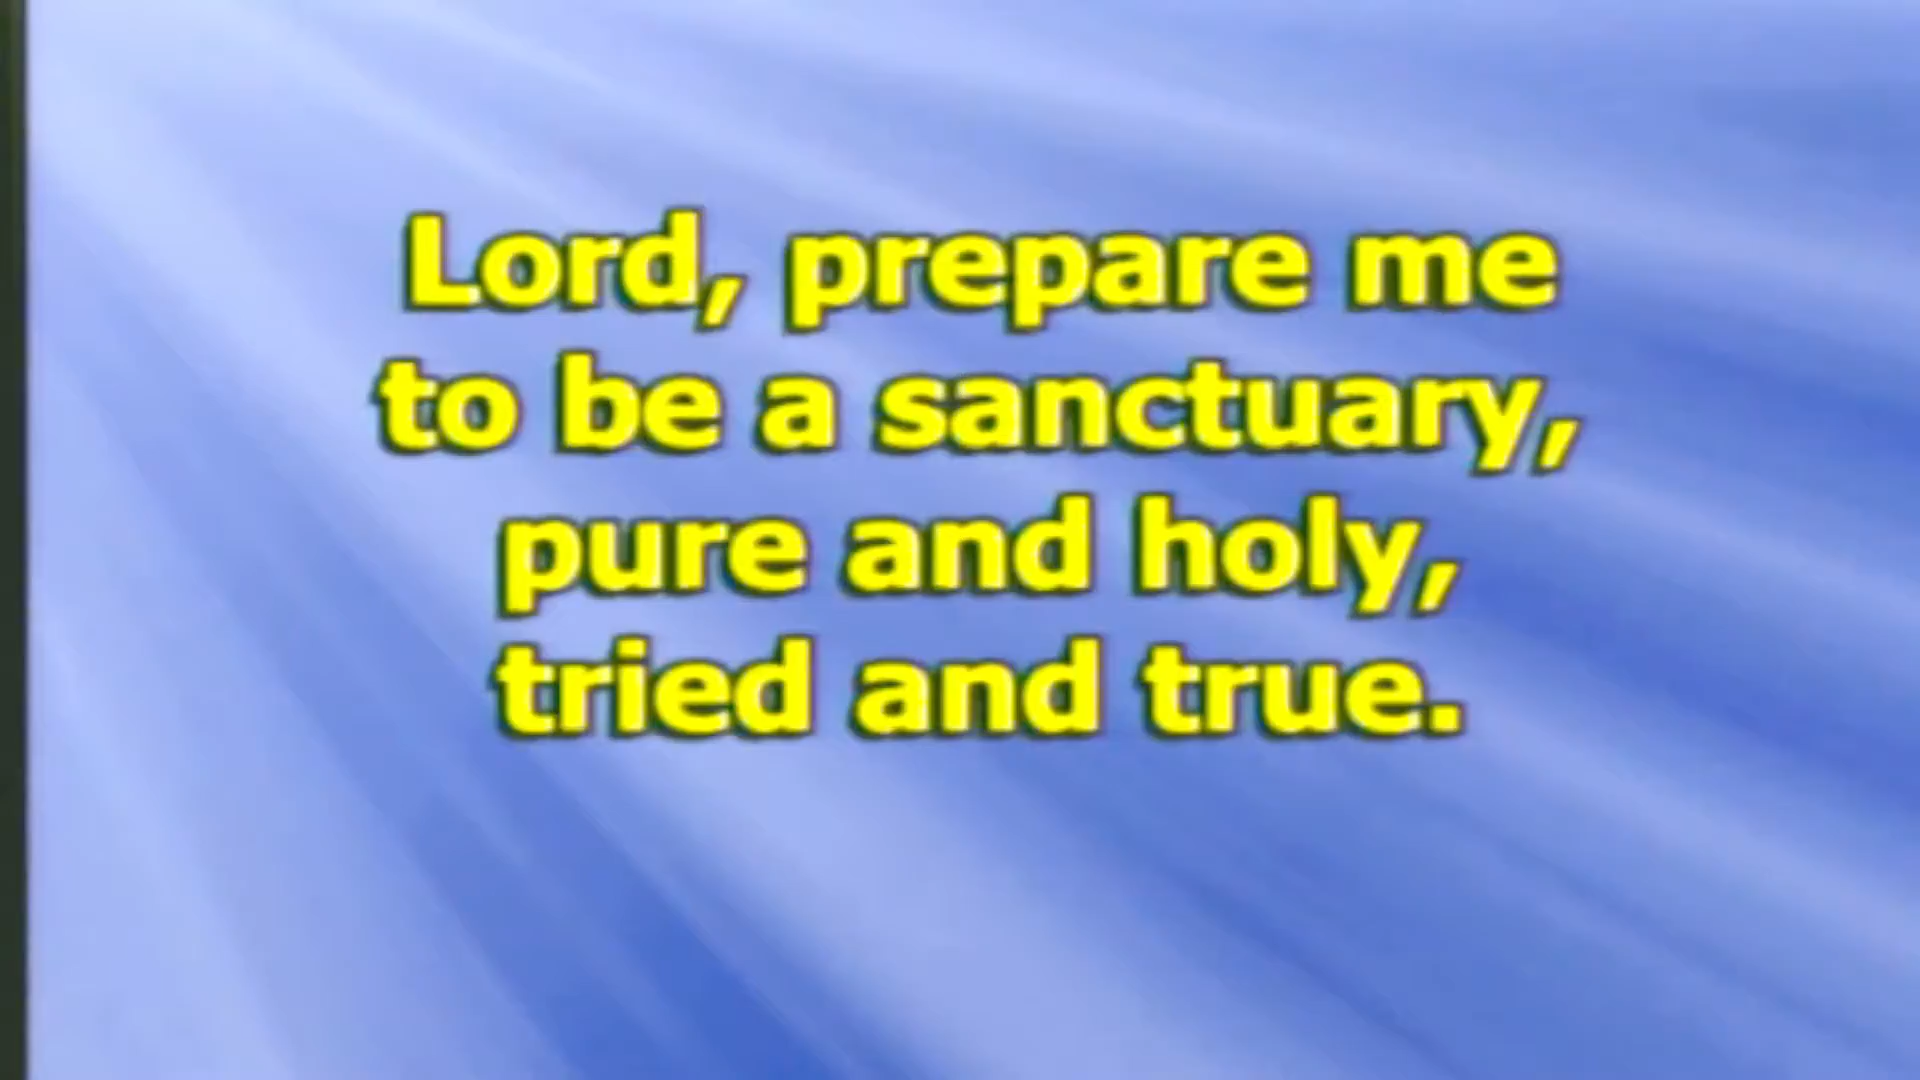 Lord, prepare me
to be a sanctuary,
pure and holy,
tried and true.